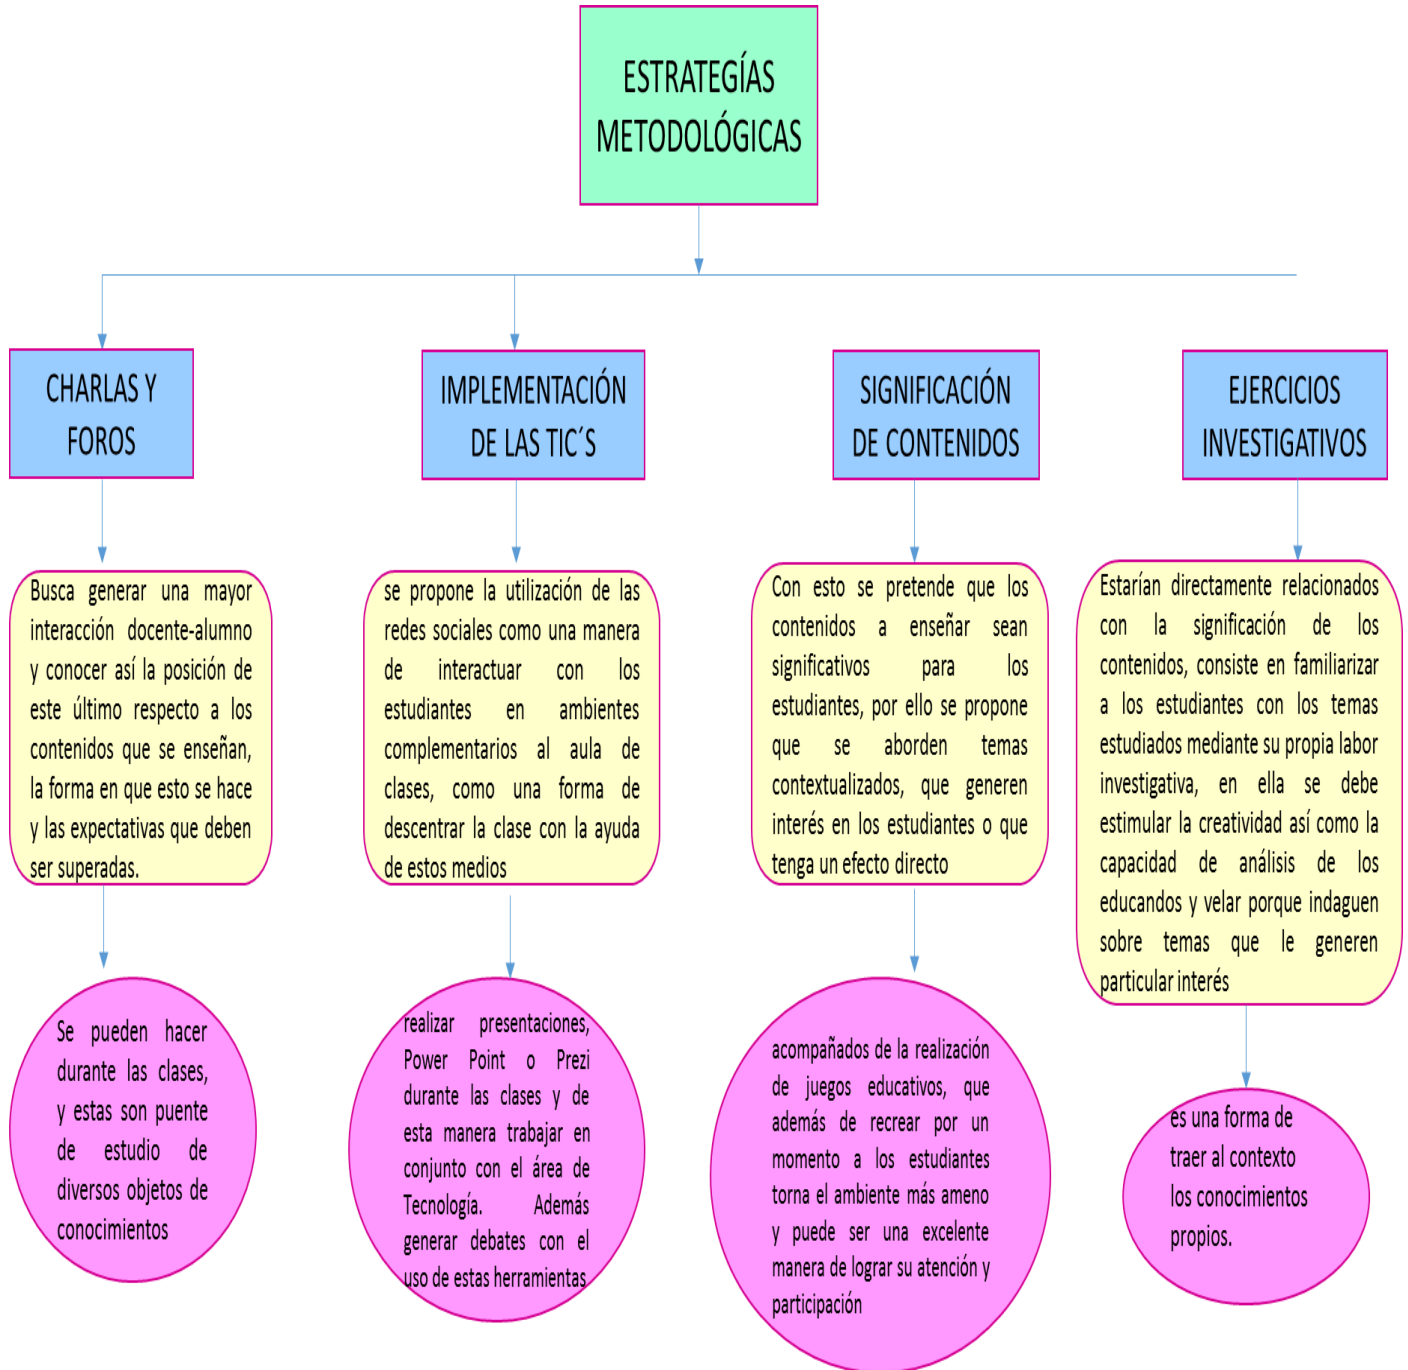 ESTRATEGÍAS
METODOLÓGICAS
CHARLAS Y
FOROS
IMPLEMENTACIÓN
DE LAS TIC´S
SIGNIFICACIÓN
DE CONTENIDOS
EJERCICIOS
INVESTIGATIVOS
Busca generar una mayor
interacción docente-alumno
y conocer así la posición de
este último respecto a los
contenidos que se enseñan,
la forma en que esto se hace
y las expectativas que deben
ser superadas.
se propone la utilización de las
redes sociales como una manera
de interactuar con los
estudiantes en ambientes
complementarios al aula de
clases, como una forma de
descentrar la clase con la ayuda
de estos medios
Con esto se pretende que los
contenidos a enseñar sean
significativos para los
estudiantes, por ello se propone
que se aborden temas
contextualizados, que generen
interés en los estudiantes o que
tenga un efecto directo
Estarían directamente relacionados
con la significación de los
contenidos, consiste en familiarizar
a los estudiantes con los temas
estudiados mediante su propia labor
investigativa, en ella se debe
estimular la creatividad así como la
capacidad de análisis de los
educandos y velar porque indaguen
sobre temas que le generen
particular interés
Se pueden hacer
durante las clases,
y estas son puente
de estudio de
diversos objetos de
conocimientos
realizar presentaciones,
Power Point o Prezi
durante las clases y de
esta manera trabajar en
conjunto con el área de
Tecnología. Además
generar debates con el
uso de estas herramientas
acompañados de la realización
de juegos educativos, que
además de recrear por un
momento a los estudiantes
torna el ambiente más ameno
y puede ser una excelente
manera de lograr su atención y
participación
es una forma de
traer al contexto
los conocimientos
propios.